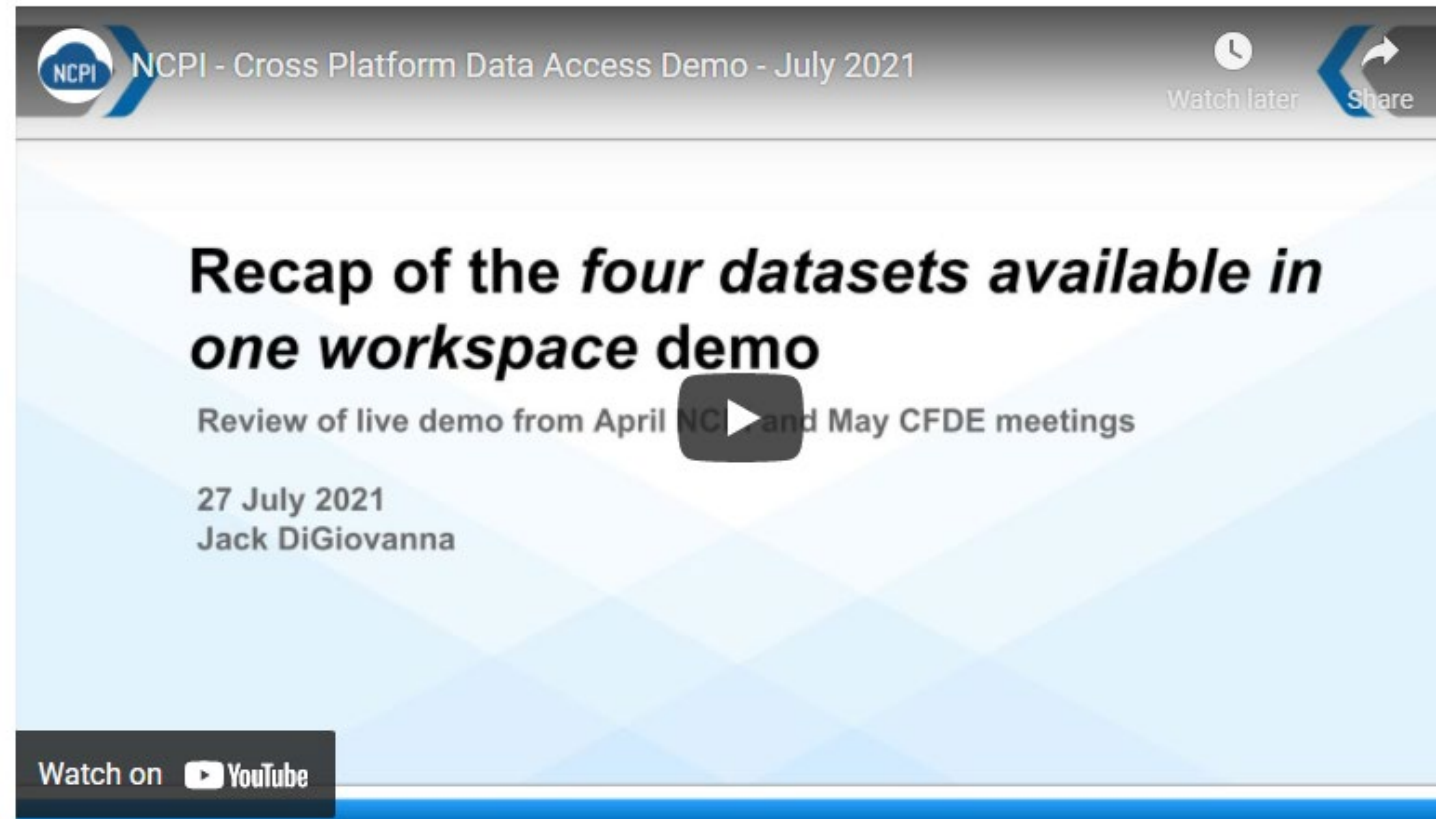 NCPI
NCPI - Cross Platform Data Access Demo - July 2021
Watch later
Share
Recap of the four datasets available in
one workspace demo
Review of live demo from April and May CFDE meetings
27 July 2021
Jack DiGiovanna
Watch on YouTube